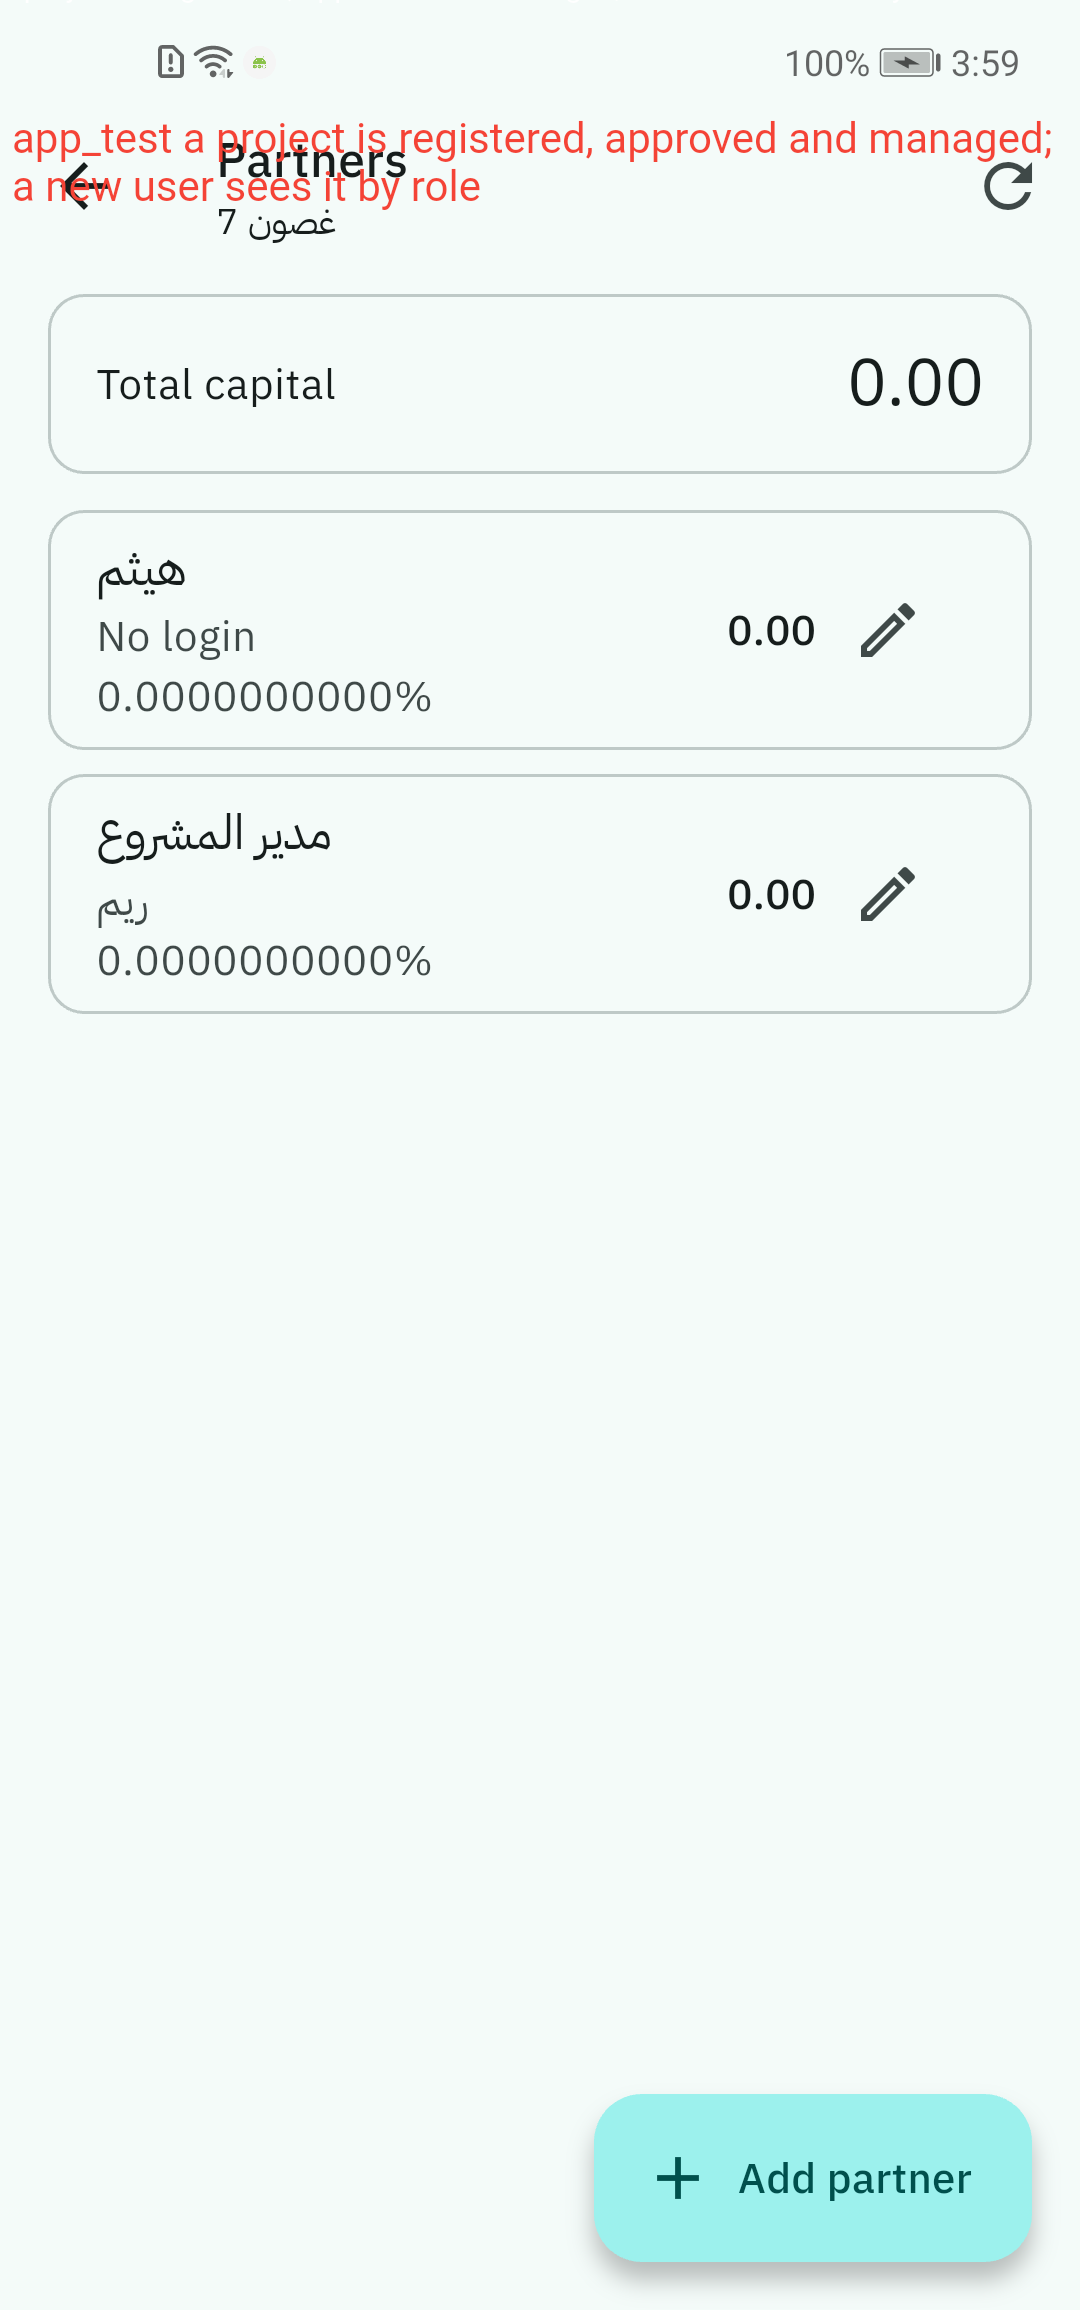 100% 3:59
app_test a project is registered, approved and managed;
a new user sees it by role
Partners
غصون 7
Total capital
0.00
هيثم
No login
0.0000000000%
0.00
مدير المشروع
ريم
0.0000000000%
0.00
Add partner